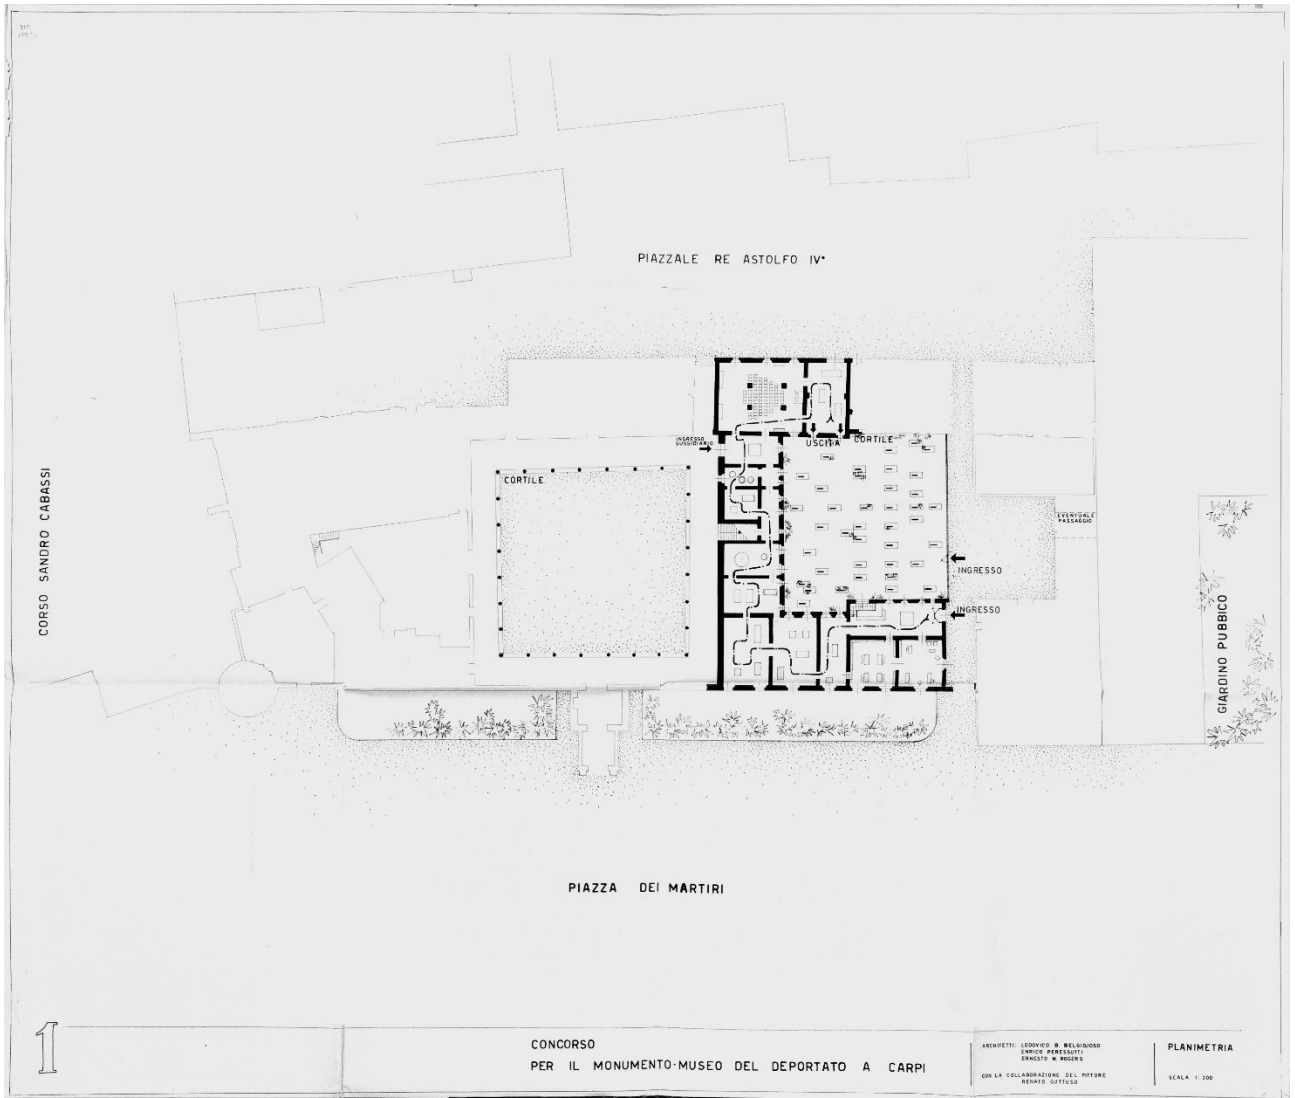 PIAZZALE RE ASTOLFO IV°
INGRESSO
SUSSIDIARIO
USCITA
CORTILE
CORTILE
EVENTUALE
PASSAGGIO
INGRESSO
INGRESSO
CORSO SANDRO CABASSI
GIARDINO PUBBICO
PIAZZA DEI MARTIRI
1
CONCORSO
PER IL MONUMENTO-MUSEO DEL DEPORTATO A CARPI
ARCHITETTI: LODOVICO B BELGIOJOSO
ENRICO PERESSUTTI
ERNESTO N ROGERS
CON LA COLLABORAZIONE DEL PITTORE
RENATO GUTTUSO
PLANIMETRIA
SCALA 1:200